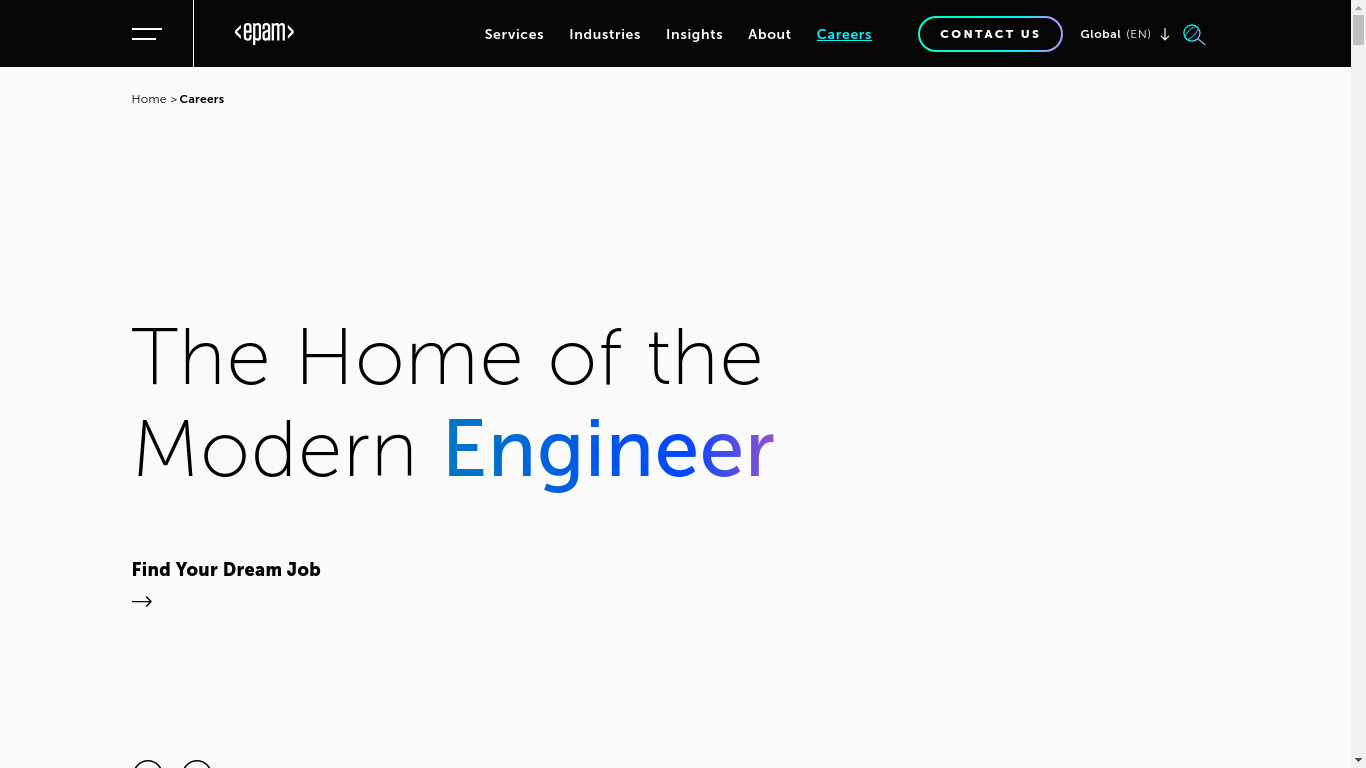 <epam>
Services Industries Insights About Careers CONTACT US Global (EN)
Home > Careers
The Home of the
Modern Engineer
Find Your Dream Job